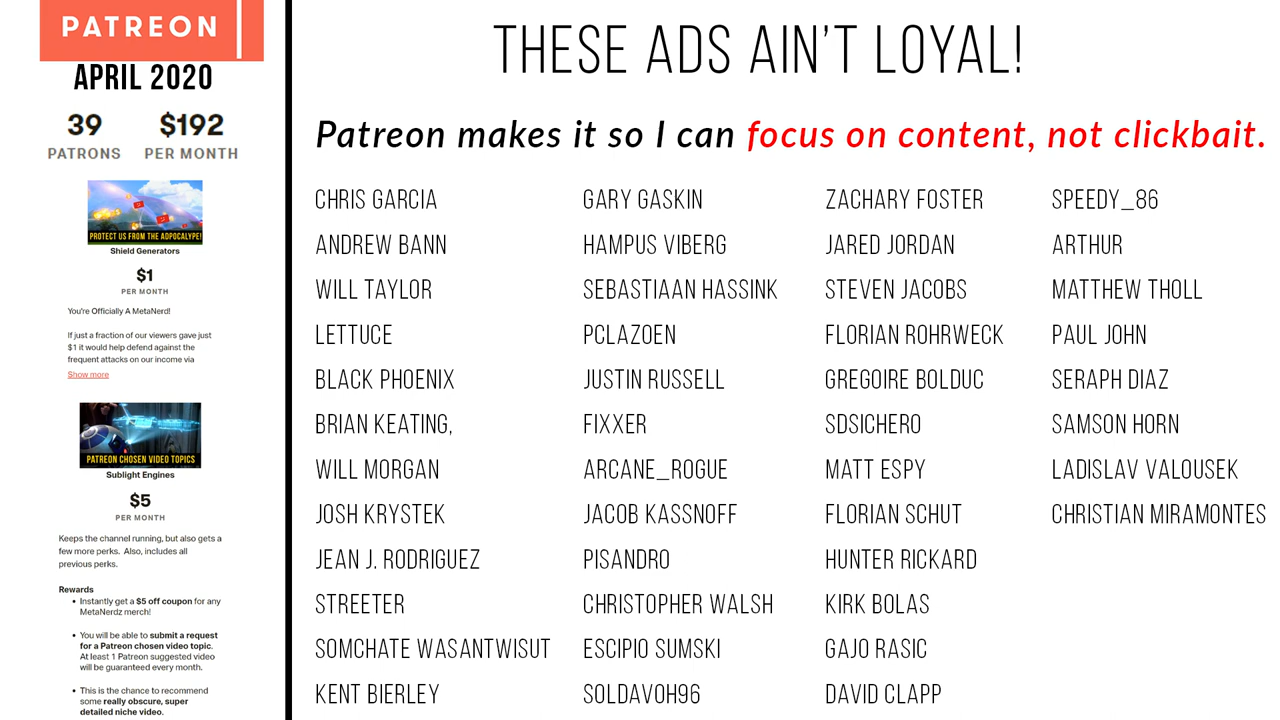 PATREON
APRIL 2020
39
PATRONS
$192
PER MONTH
PROTECT US FROM THE ADPOCALYPE!
Shield Generators
$1
PER MONTH
You're Officially A MetaNerd!
If just a fraction of our viewers gave just
$1 it would help defend against the
frequent attacks on our income via
Show more
PATREON CHOSEN VIDEO TOPICS
Sublight Engines
$5
PER MONTH
Keeps the channel running, but also gets a
few more perks. Also, includes all
previous perks.
Rewards
• Instantly get a $5 off coupon for any
MetaNerdz merch!
• You will be able to submit a request
for a Patreon chosen video topic.
At least 1 Patreon suggested video
will be guaranteed every month.
• This is the chance to recommend
some really obscure, super
detailed niche video.
THESE ADS AIN'T LOYAL!
Patreon makes it so I can focus on content, not clickbait.
CHRIS GARCIA
ANDREW BANN
WILL TAYLOR
LETTUCE
BLACK PHOENIX
BRIAN KEATING,
WILL MORGAN
JOSH KRYSTEK
JEAN J. RODRIGUEZ
STREETER
SOMCHATE WASANTWISUT
KENT BIERLEY
GARY GASKIN
HAMPUS VIBERG
SEBASTIAAN HASSINK
PCLAZOEN
JUSTIN RUSSELL
FIXXER
ARCANE_ROGUE
JACOB KASSNOFF
PISANDRO
CHRISTOPHER WALSH
ESCIPIO SUMSKI
SOLDAVOH96
ZACHARY FOSTER
JARED JORDAN
STEVEN JACOBS
FLORIAN ROHRWECK
GREGOIRE BOLDUC
SDSICHERO
MATT ESPY
FLORIAN SCHUT
HUNTER RICKARD
KIRK BOLAS
GAJO RASIC
DAVID CLAPP
SPEEDY_86
ARTHUR
MATTHEW THOLL
PAUL JOHN
SERAPH DIAZ
SAMSON HORN
LADISLAV VALOUSEK
CHRISTIAN MIRAMONTES